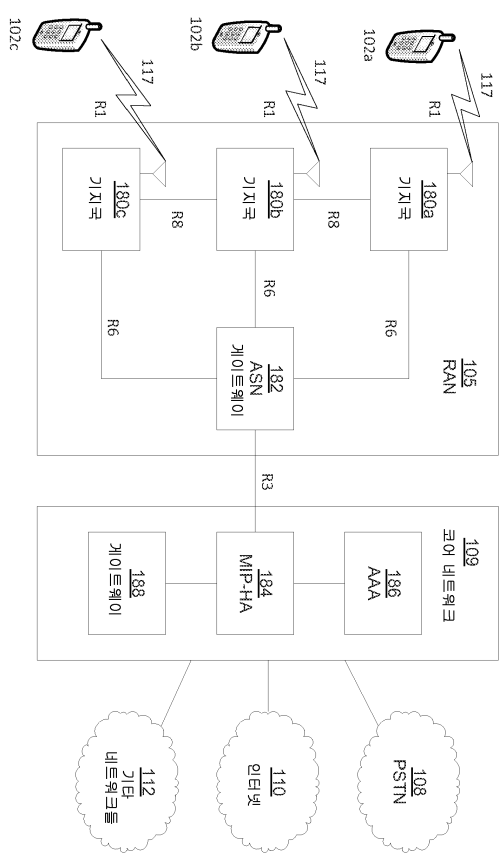 102a
102b
102c
117
117
117
R1
R1
R1
180a
기지국
180b
기지국
180c
기지국
R8
R8
R6
R6
R6
105
RAN
182
ASN
게이트웨이
R3
109
코어 네트워크
186
AAA
184
MIP-HA
188
게이트웨이
108
PSTN
110
인터넷
112
기타
네트워크들